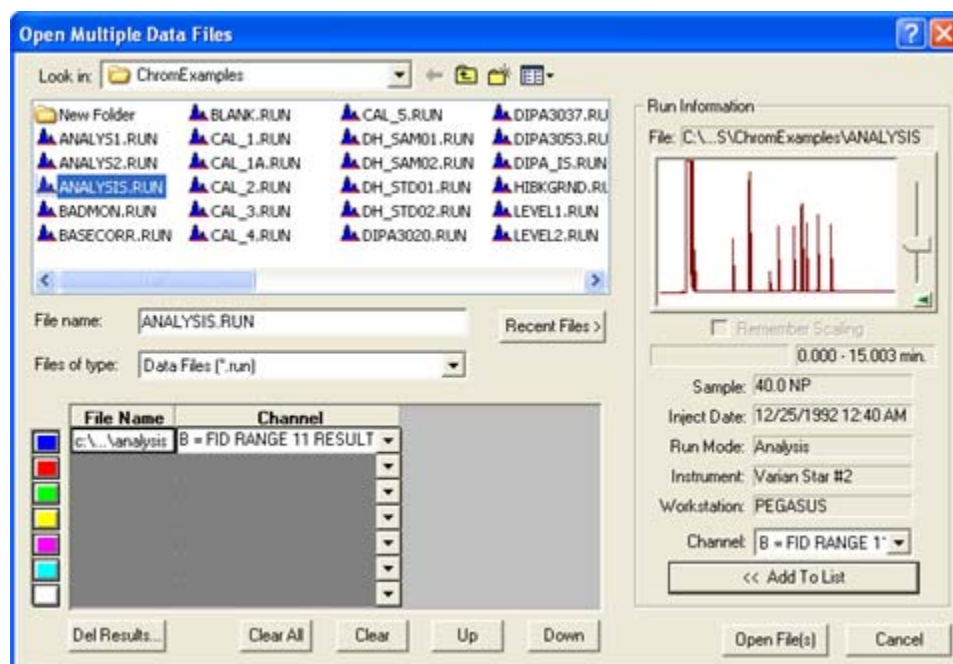 Open Multiple Data Files
Look in: ChromExamples
New Folder
ANALYS1.RUN
ANALYS2.RUN
ANALYSIS.RUN
BADMON.RUN
BASECORR.RUN
BLANK.RUN
CAL_1.RUN
CAL_1A.RUN
CAL_2.RUN
CAL_3.RUN
CAL_4.RUN
CAL_5.RUN
DH_SAM01.RUN
DH_SAM02.RUN
DH_STD01.RUN
DH_STD02.RUN
DIPA3020.RUN
DIPA3037.RU
DIPA3053.RU
DIPA_IS.RUN
HIBKGRND.RU
LEVEL1.RUN
LEVEL2.RUN
File name: ANALYSIS.RUN
Recent Files >
Files of type: Data Files (*.run)
File Name Channel
c:\...\analysis B = FID RANGE 11 RESULT
Del Results...
Clear All
Clear
Up
Down
Run Information
File: C:\...S\ChromExamples\ANALYSIS
Remember Scaling
0.000 - 15.003 min.
Sample: 40.0 NP
Inject Date: 12/25/1992 12:40 AM
Run Mode: Analysis
Instrument: Varian Star #2
Workstation: PEGASUS
Channel: B = FID RANGE 1
<< Add To List
Open File(s)
Cancel